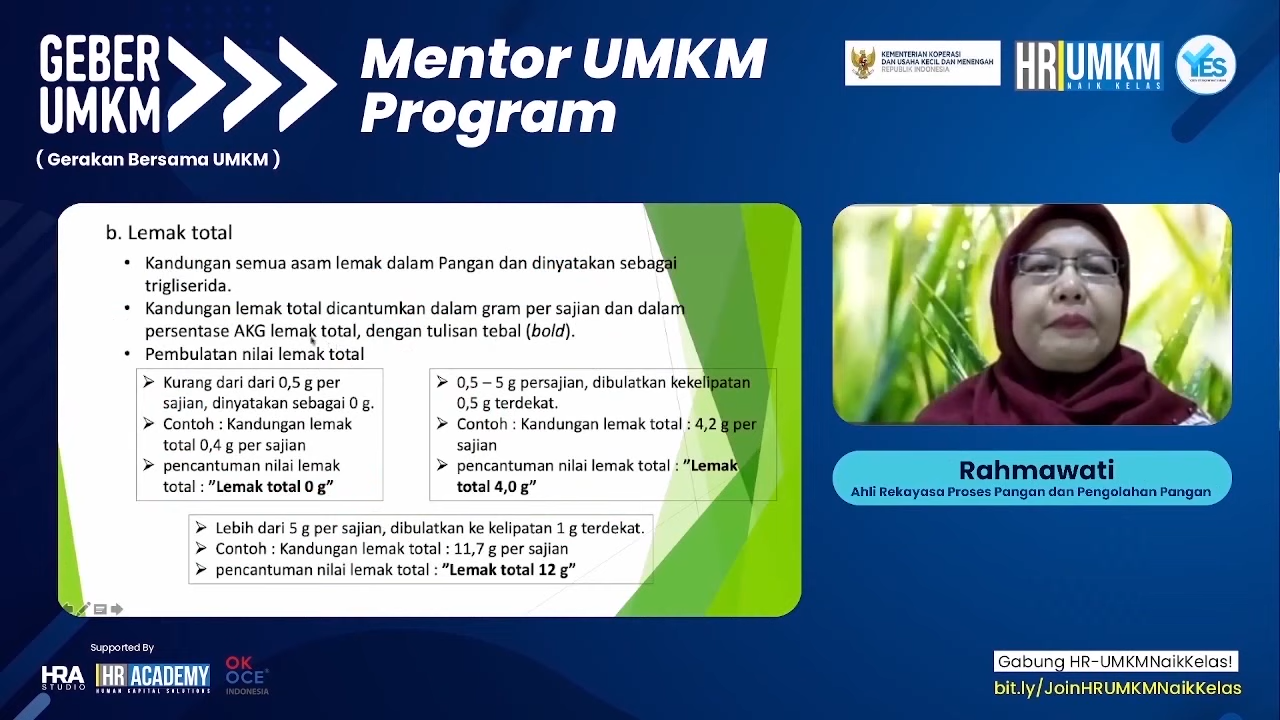 GEBER
UMKM
( Gerakan Bersama UMKM )
Mentor UMKM
Program
KEMENTERIAN KOPERASI
DAN USAHA KECIL DAN MENENGAH
REPUBLIK INDONESIA
HR UMKM
NAIK KELAS
YES
b. Lemak total
• Kandungan semua asam lemak dalam Pangan dan dinyatakan sebagai
trigliserida.
• Kandungan lemak total dicantumkan dalam gram per sajian dan dalam
persentase AKG lemak total, dengan tulisan tebal (bold).
• Pembulatan nilai lemak total
➢ Kurang dari dari 0,5 g per
sajian, dinyatakan sebagai 0 g.
➢ Contoh : Kandungan lemak
total 0,4 g per sajian
➢ pencantuman nilai lemak
total : ”Lemak total 0 g”
➢ 0,5 – 5 g persajian, dibulatkan kekelipatan
0,5 g terdekat.
➢ Contoh : Kandungan lemak total : 4,2 g per
sajian
➢ pencantuman nilai lemak total : ”Lemak
total 4,0 g”
➢ Lebih dari 5 g per sajian, dibulatkan ke kelipatan 1 g terdekat.
➢ Contoh : Kandungan lemak total : 11,7 g per sajian
➢ pencantuman nilai lemak total : ”Lemak total 12 g”
Rahmawati
Ahli Rekayasa Proses Pangan dan Pengolahan Pangan
Supported By
HRA
STUDIO
HR ACADEMY
HUMAN CAPITAL SOLUTIONS
OK
OCE
INDONESIA
Gabung HR-UMKMNaikKelas!
bit.ly/JoinHRUMKMNaikKelas